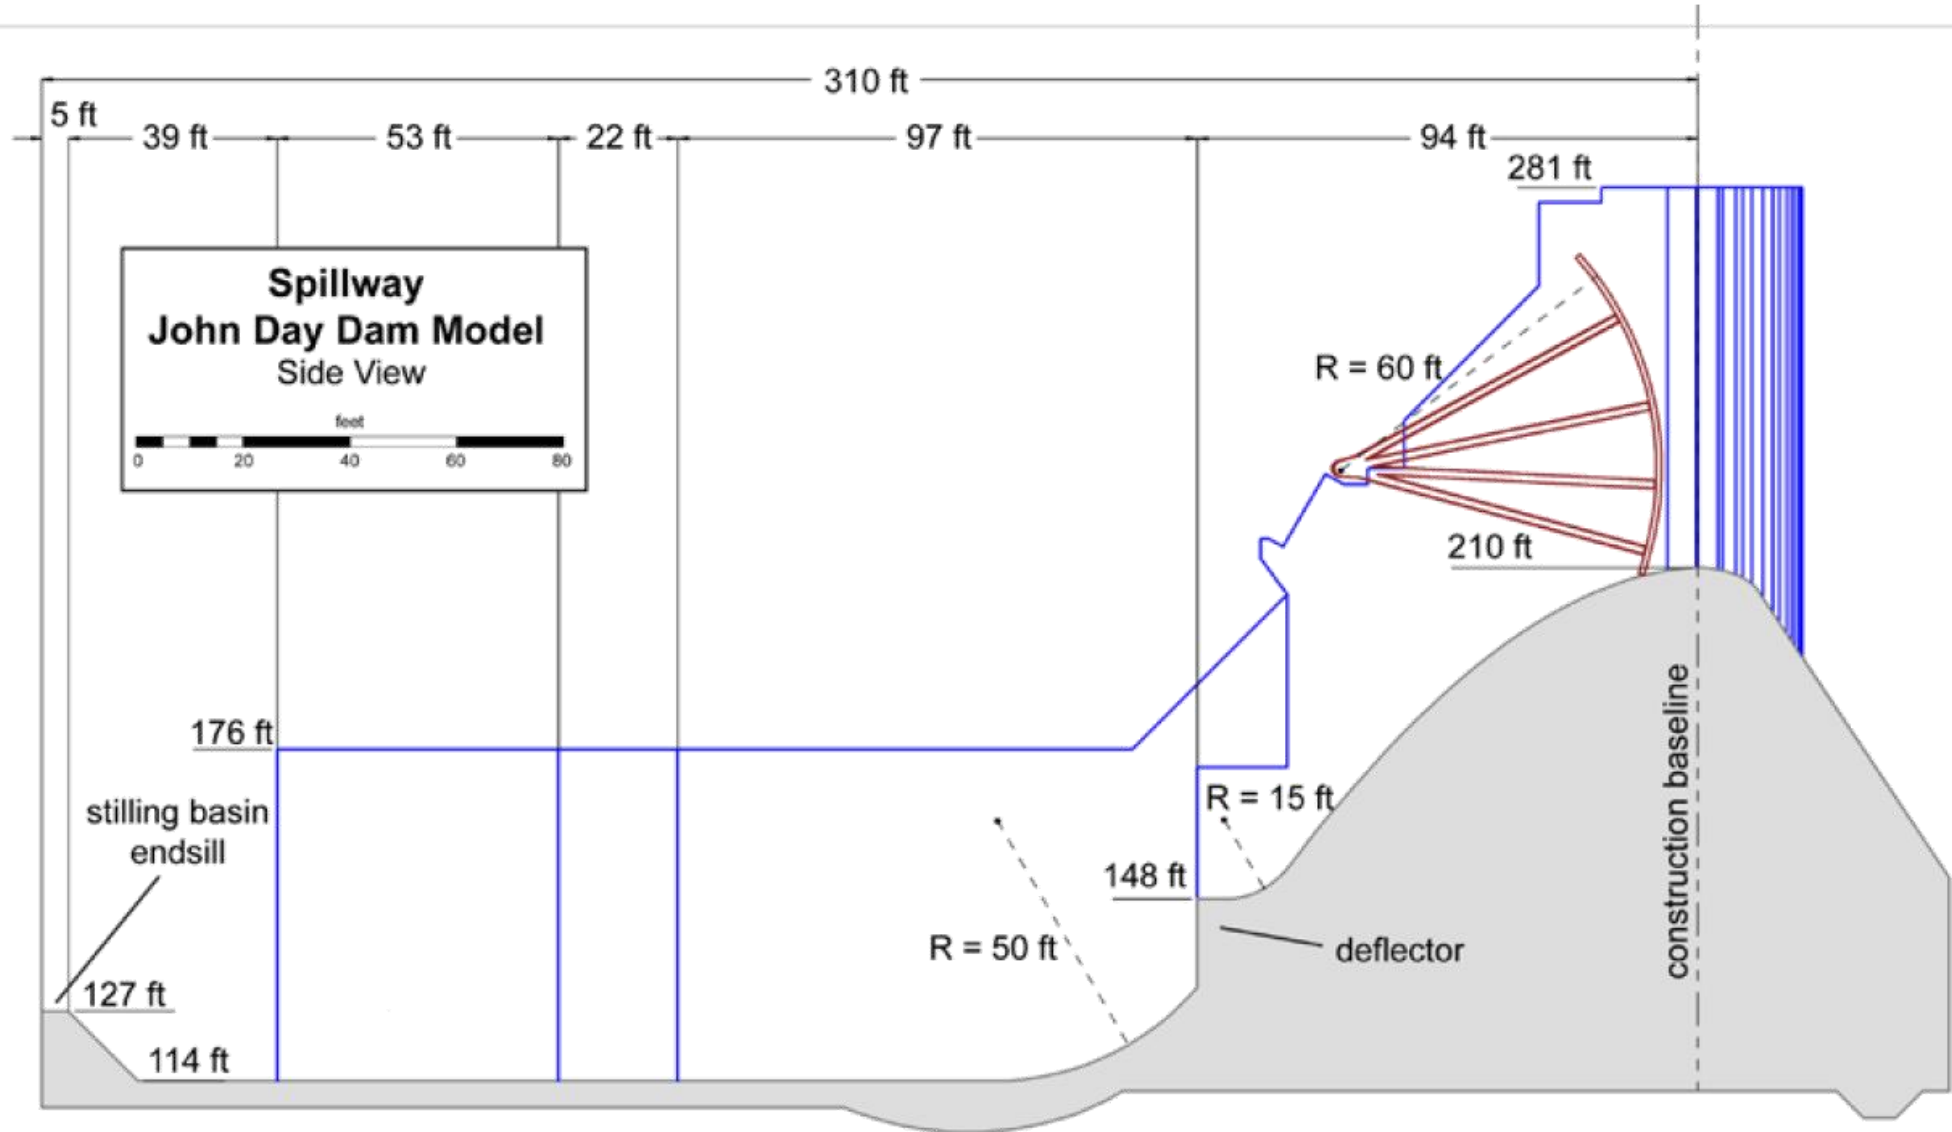 310 ft
5 ft
39 ft
53 ft
22 ft
97 ft
94 ft
281 ft
Spillway
John Day Dam Model
Side View
feet
0 20 40 60 80
R = 60 ft
210 ft
176 ft
stilling basin
endsill
R = 15 ft
148 ft
R = 50 ft
deflector
construction baseline
127 ft
114 ft